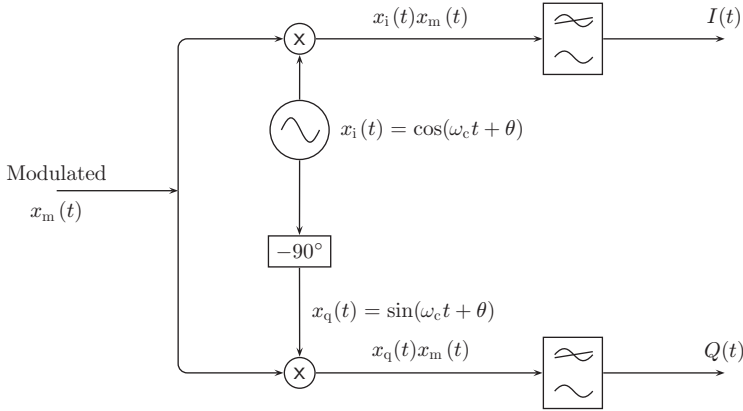 x_i(t)x_m(t)
I(t)
X
x_i(t) = cos(ω_c t + θ)
Modulated
x_m(t)
−90°
x_q(t) = sin(ω_c t + θ)
x_q(t)x_m(t)
Q(t)
X